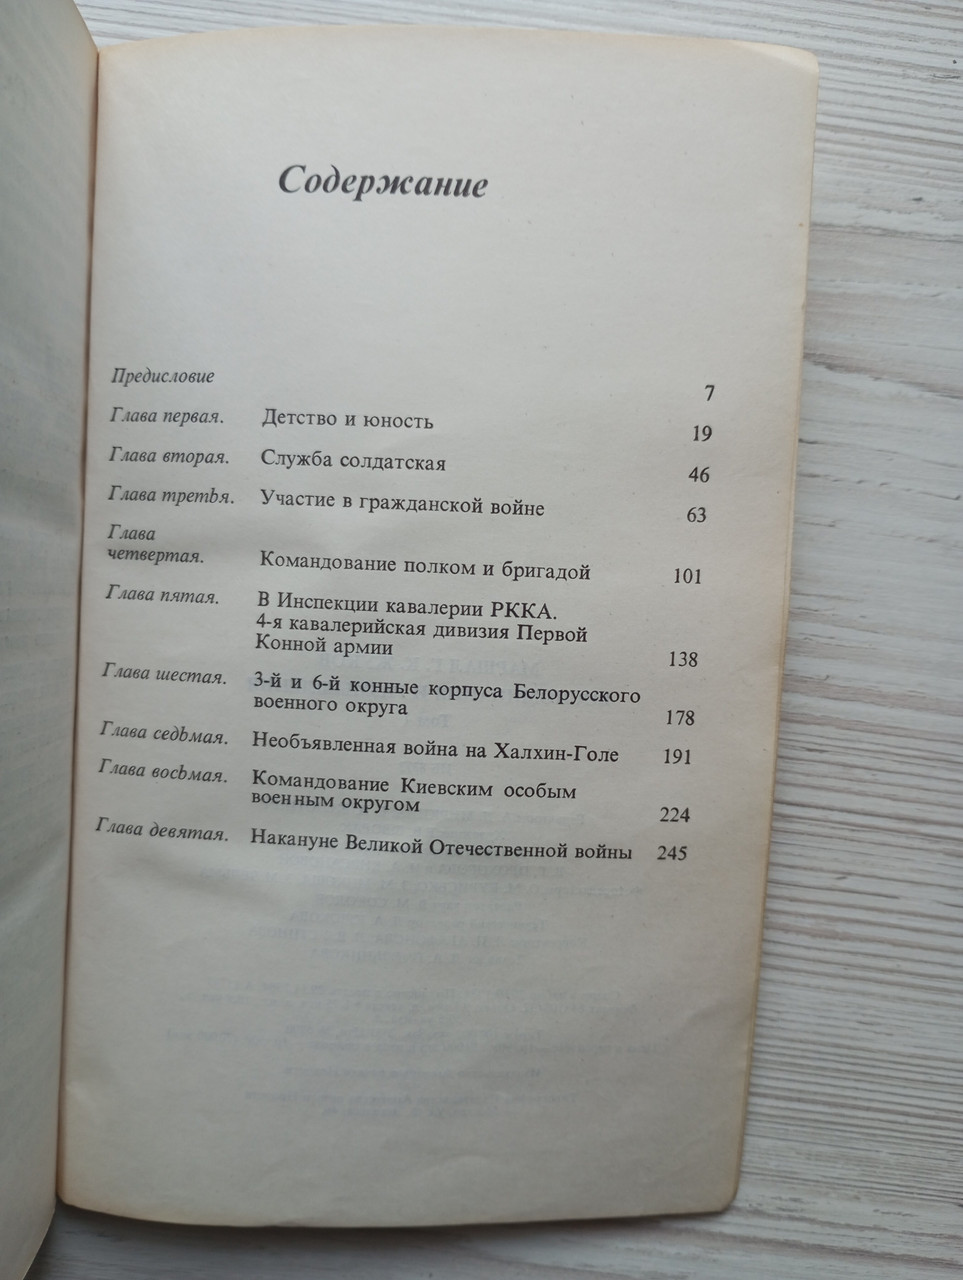 Содержание
Предисловие 7
Глава первая. Детство и юность 19
Глава вторая. Служба солдатская 46
Глава третья. Участие в гражданской войне 63
Глава
четвертая. Командование полком и бригадой 101
Глава пятая. В Инспекции кавалерии РККА.
4-я кавалерийская дивизия Первой
Конной армии 138
Глава шестая. 3-й и 6-й конные корпуса Белорусского
военного округа 178
Глава седьмая. Необъявленная война на Халхин-Голе 191
Глава восьмая. Командование Киевским особым
военным округом 224
Глава девятая. Накануне Великой Отечественной войны 245